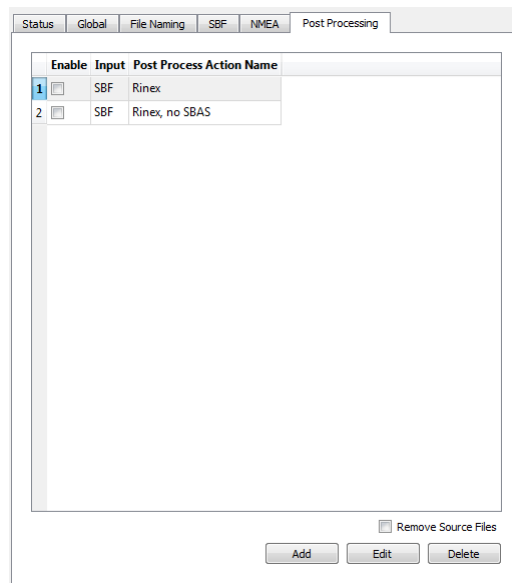 Status Global File Naming SBF NMEA Post Processing
Enable Input Post Process Action Name
1 SBF Rinex
2 SBF Rinex, no SBAS
Remove Source Files
Add Edit Delete